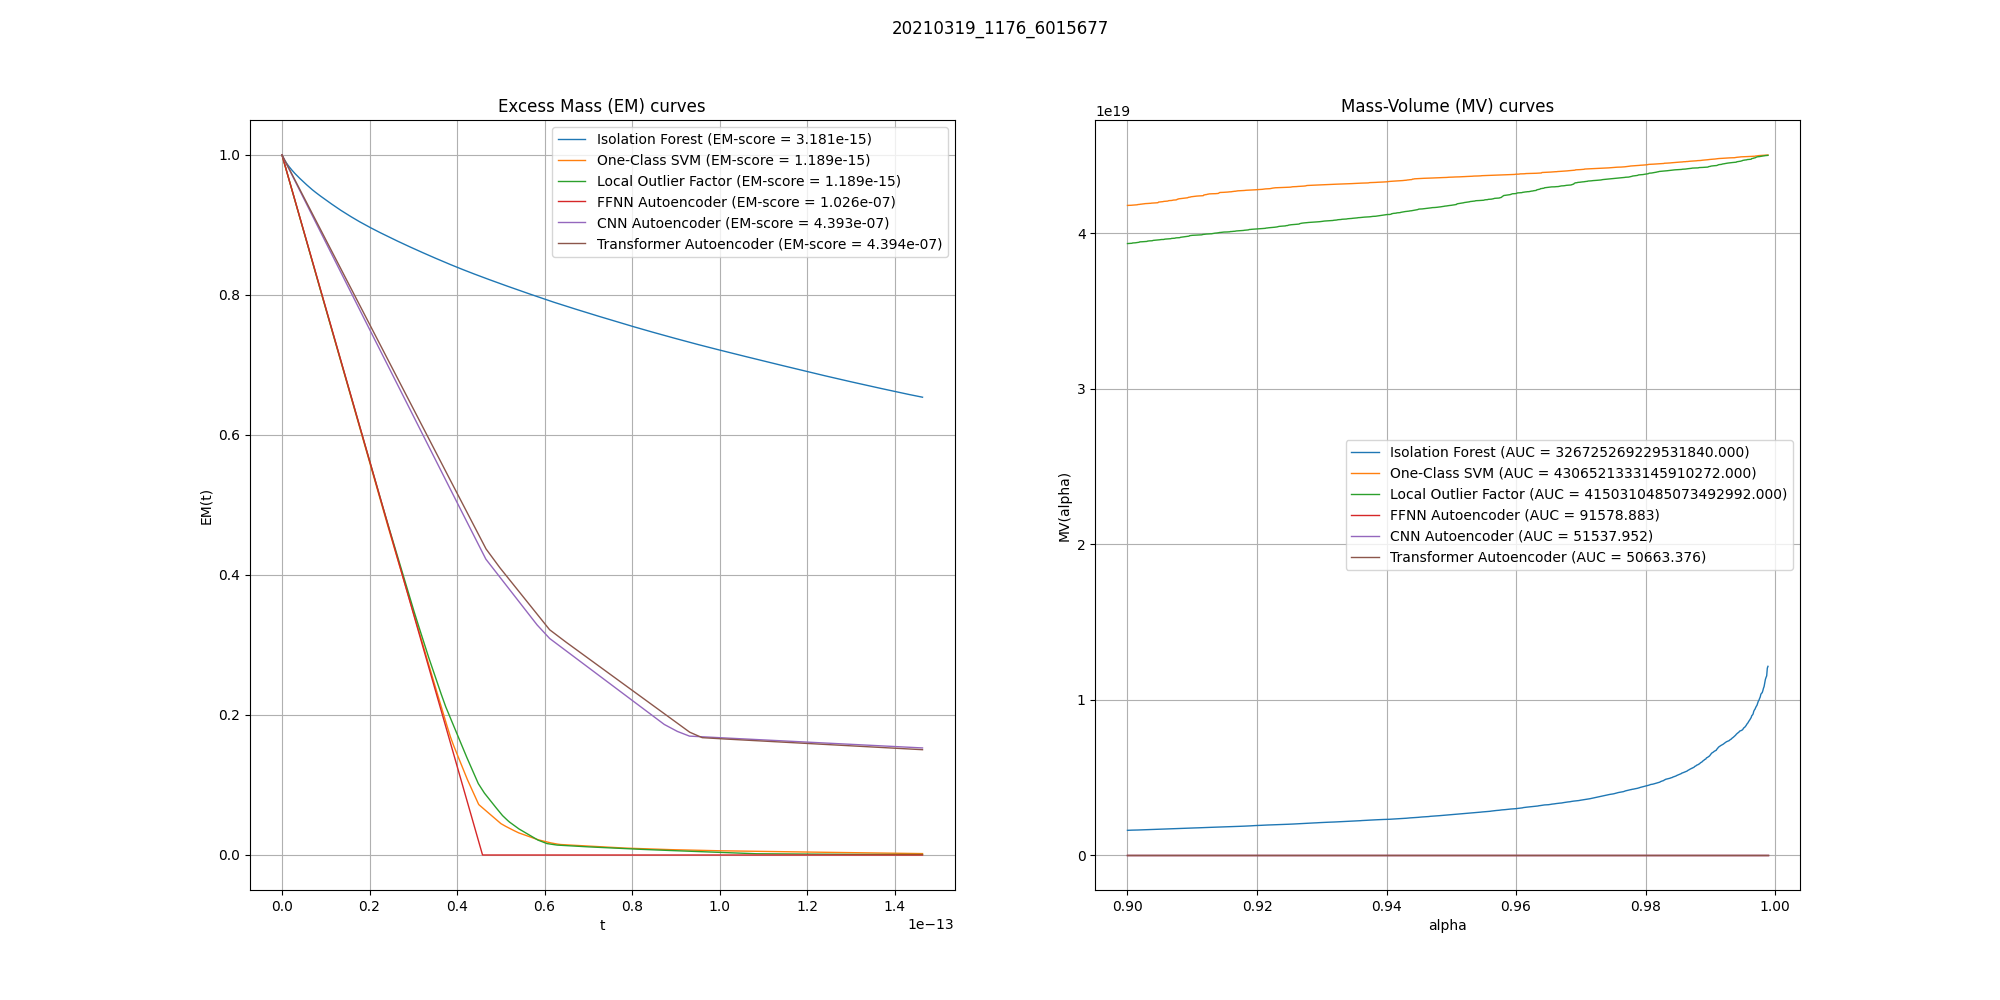 20210319_1176_6015677
Excess Mass (EM) curves
Isolation Forest (EM-score = 3.181e-15)
One-Class SVM (EM-score = 1.189e-15)
Local Outlier Factor (EM-score = 1.189e-15)
FFNN Autoencoder (EM-score = 1.026e-07)
CNN Autoencoder (EM-score = 4.393e-07)
Transformer Autoencoder (EM-score = 4.394e-07)
1.0
0.8
0.6
0.4
0.2
0.0
EM(t)
0.0 0.2 0.4 0.6 0.8 1.0 1.2 1.4
1e−13
t
Mass-Volume (MV) curves
1e19
4
3
2
1
0
MV(alpha)
Isolation Forest (AUC = 326725269229531840.000)
One-Class SVM (AUC = 4306521333145910272.000)
Local Outlier Factor (AUC = 4150310485073492992.000)
FFNN Autoencoder (AUC = 91578.883)
CNN Autoencoder (AUC = 51537.952)
Transformer Autoencoder (AUC = 50663.376)
0.90 0.92 0.94 0.96 0.98 1.00
alpha